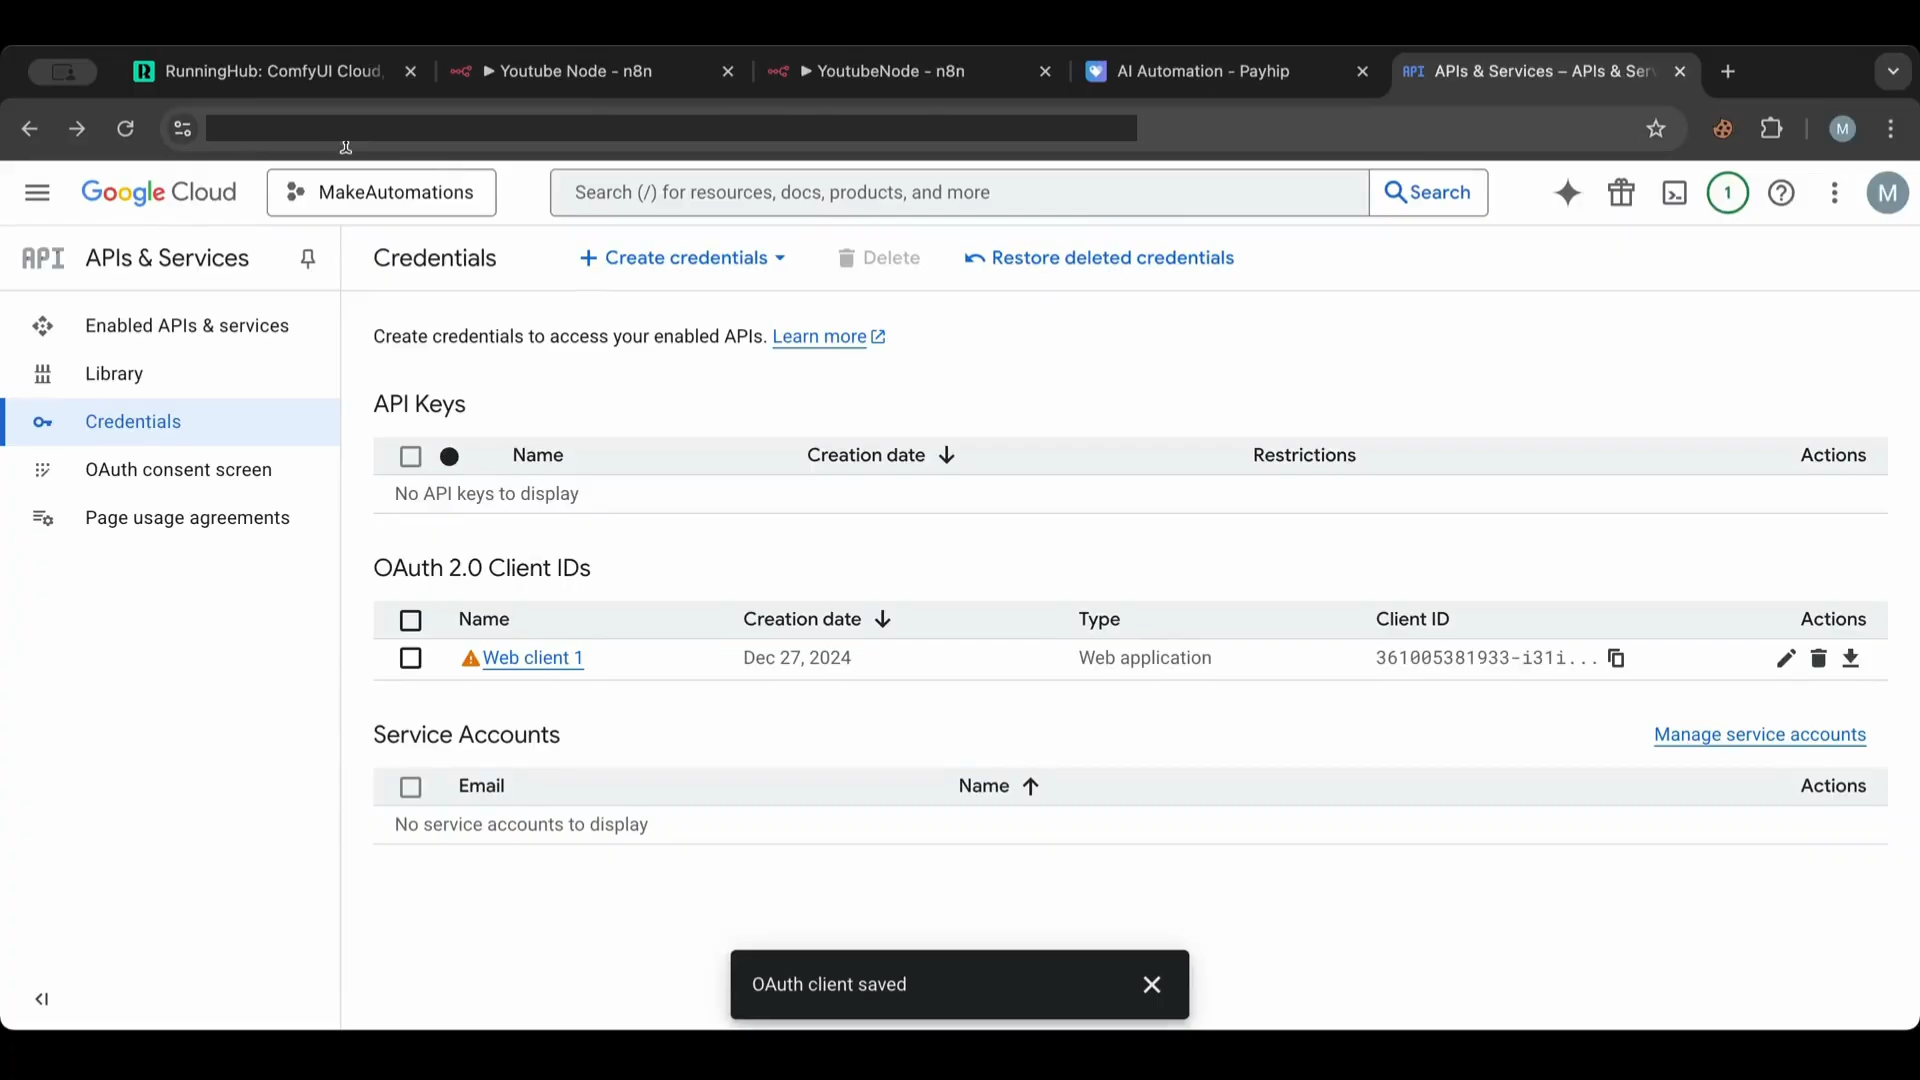 RunningHub: ComfyUI Cloud,
▶ Youtube Node - n8n
▶ YoutubeNode - n8n
AI Automation - Payhip
API APIs & Services – APIs & Ser
M
Google Cloud
MakeAutomations
Search (/) for resources, docs, products, and more
Search
1
M
API APIs & Services
Credentials
+ Create credentials
Delete
Restore deleted credentials
Enabled APIs & services
Library
Credentials
OAuth consent screen
Page usage agreements
Create credentials to access your enabled APIs. Learn more
API Keys
Name Creation date Restrictions Actions
No API keys to display
OAuth 2.0 Client IDs
Name Creation date Type Client ID Actions
Web client 1 Dec 27, 2024 Web application 361005381933-i31i...
Service Accounts
Manage service accounts
Email Name Actions
No service accounts to display
OAuth client saved